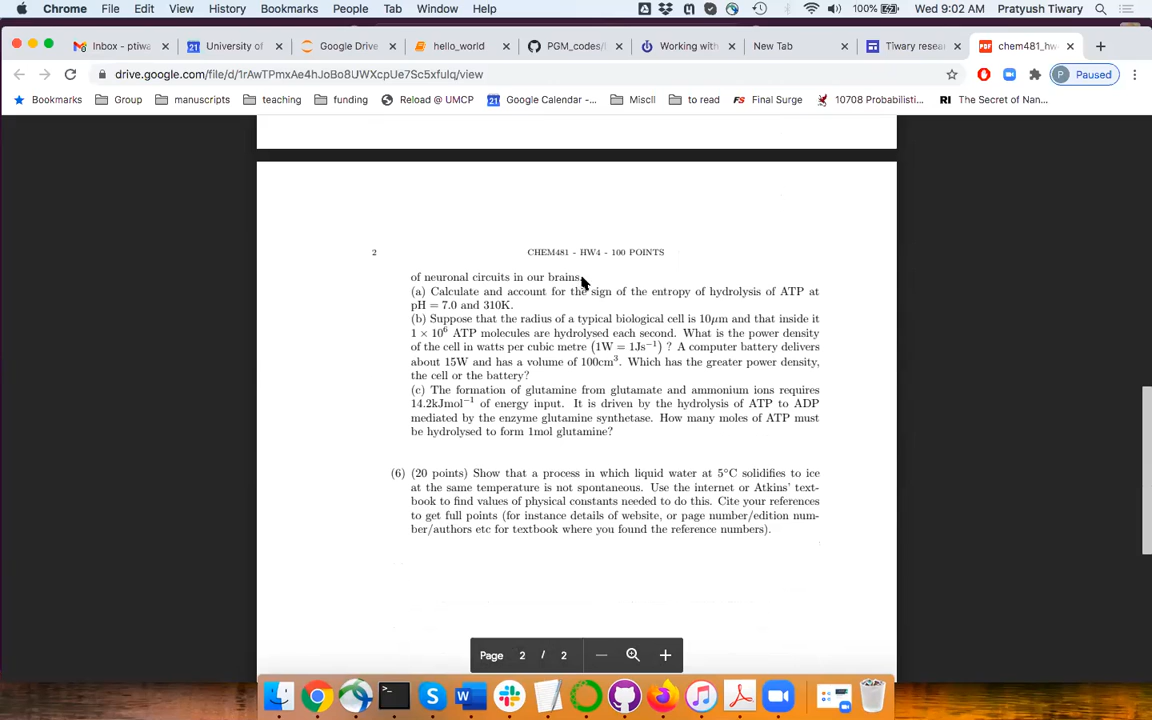 Chrome File Edit View History Bookmarks People Tab Window Help 100% Wed 9:02 AM Pratyush Tiwary
Inbox - ptiwa University of Google Drive hello_world PGM_codes/ Working with New Tab Tiwary resea chem481_hw
drive.google.com/file/d/1rAwTPmxAe4hJoBo8UWXcpUe7Sc5xfulq/view P Paused
Bookmarks Group manuscripts teaching funding Reload @ UMCP Google Calendar -... Miscll to read FS Final Surge 10708 Probabilisti... RI The Secret of Nan...
2 CHEM481 - HW4 - 100 POINTS
of neuronal circuits in our brains.
(a) Calculate and account for the sign of the entropy of hydrolysis of ATP at
pH = 7.0 and 310K.
(b) Suppose that the radius of a typical biological cell is 10μm and that inside it
1 × 10⁶ ATP molecules are hydrolysed each second. What is the power density
of the cell in watts per cubic metre (1W = 1Js⁻¹) ? A computer battery delivers
about 15W and has a volume of 100cm³. Which has the greater power density,
the cell or the battery?
(c) The formation of glutamine from glutamate and ammonium ions requires
14.2kJmol⁻¹ of energy input. It is driven by the hydrolysis of ATP to ADP
mediated by the enzyme glutamine synthetase. How many moles of ATP must
be hydrolysed to form 1mol glutamine?
(6) (20 points) Show that a process in which liquid water at 5°C solidifies to ice
at the same temperature is not spontaneous. Use the internet or Atkins' text-
book to find values of physical constants needed to do this. Cite your references
to get full points (for instance details of website, or page number/edition num-
ber/authors etc for textbook where you found the reference numbers).
Page 2 / 2